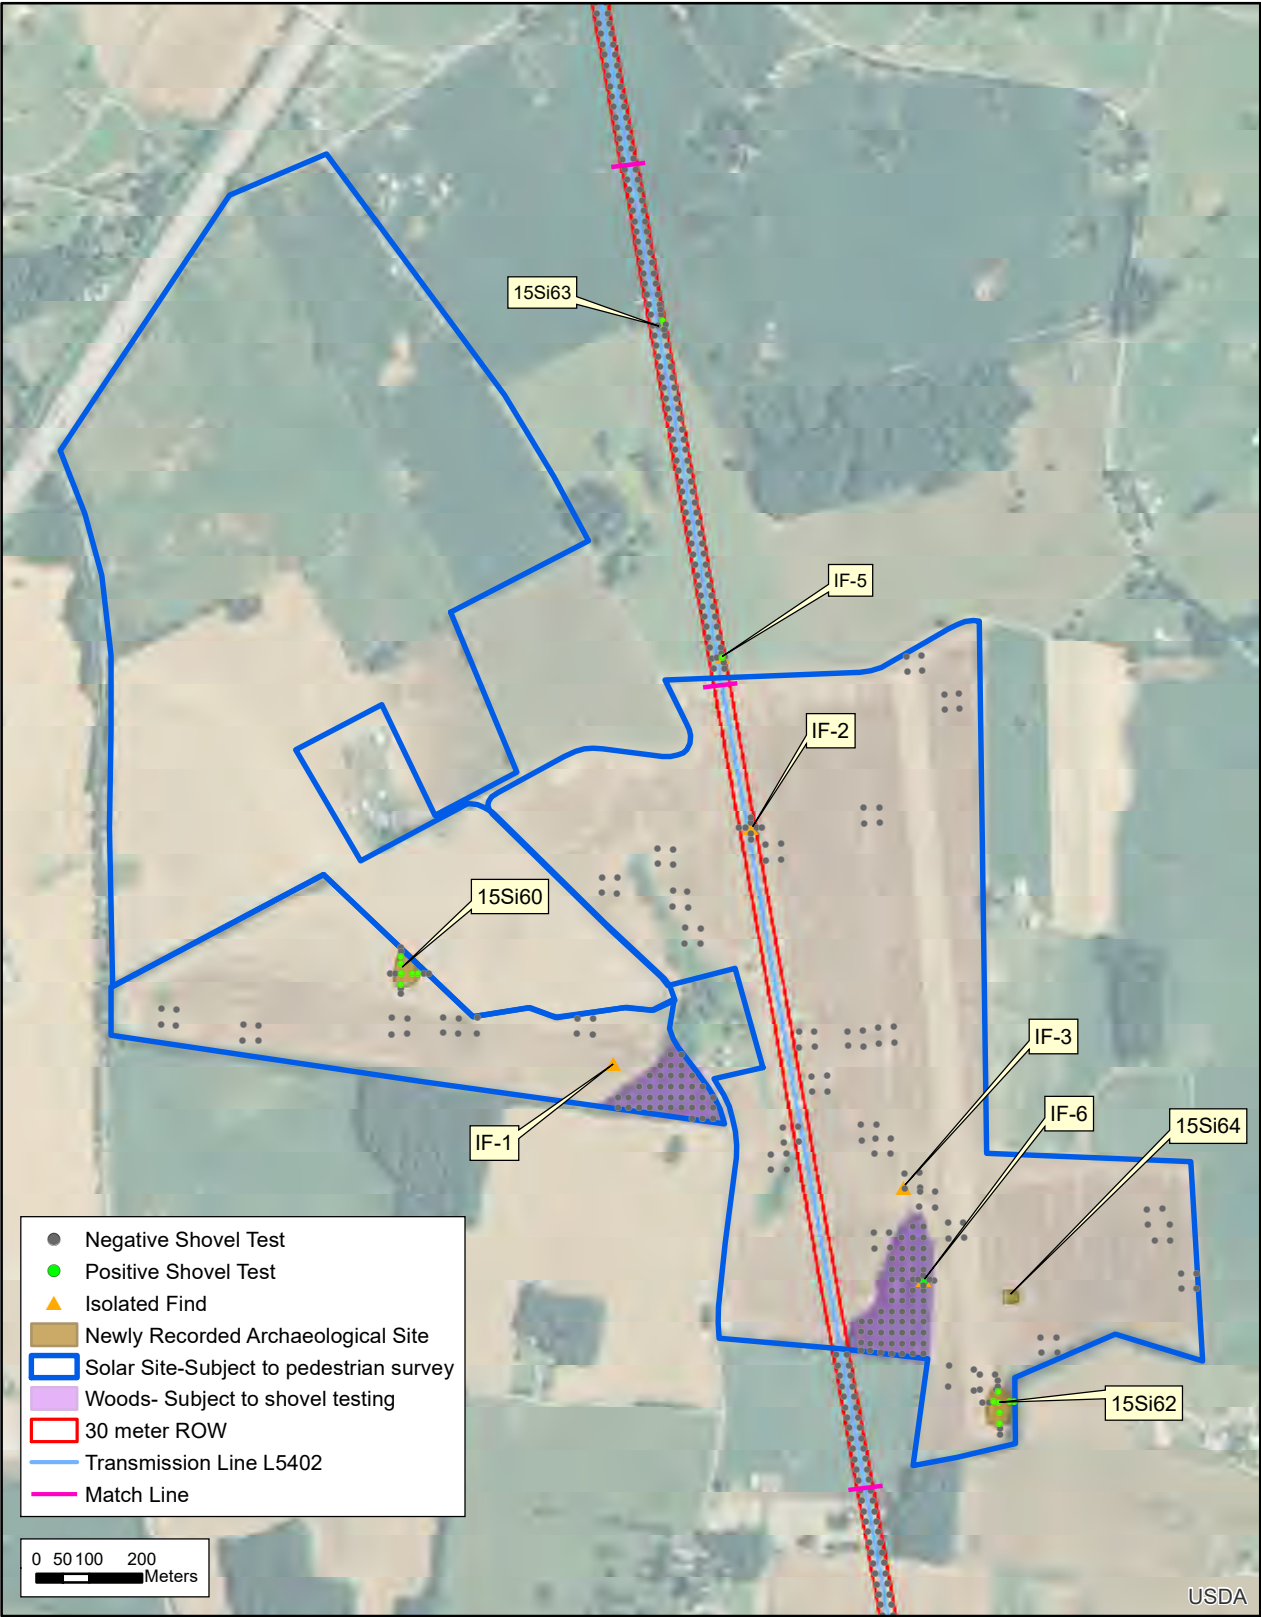 15Si63
IF-5
IF-2
15Si60
IF-3
IF-6
15Si64
IF-1
15Si62
Negative Shovel Test
Positive Shovel Test
Isolated Find
Newly Recorded Archaeological Site
Solar Site-Subject to pedestrian survey
Woods- Subject to shovel testing
30 meter ROW
Transmission Line L5402
Match Line
0 50 100 200
Meters
USDA